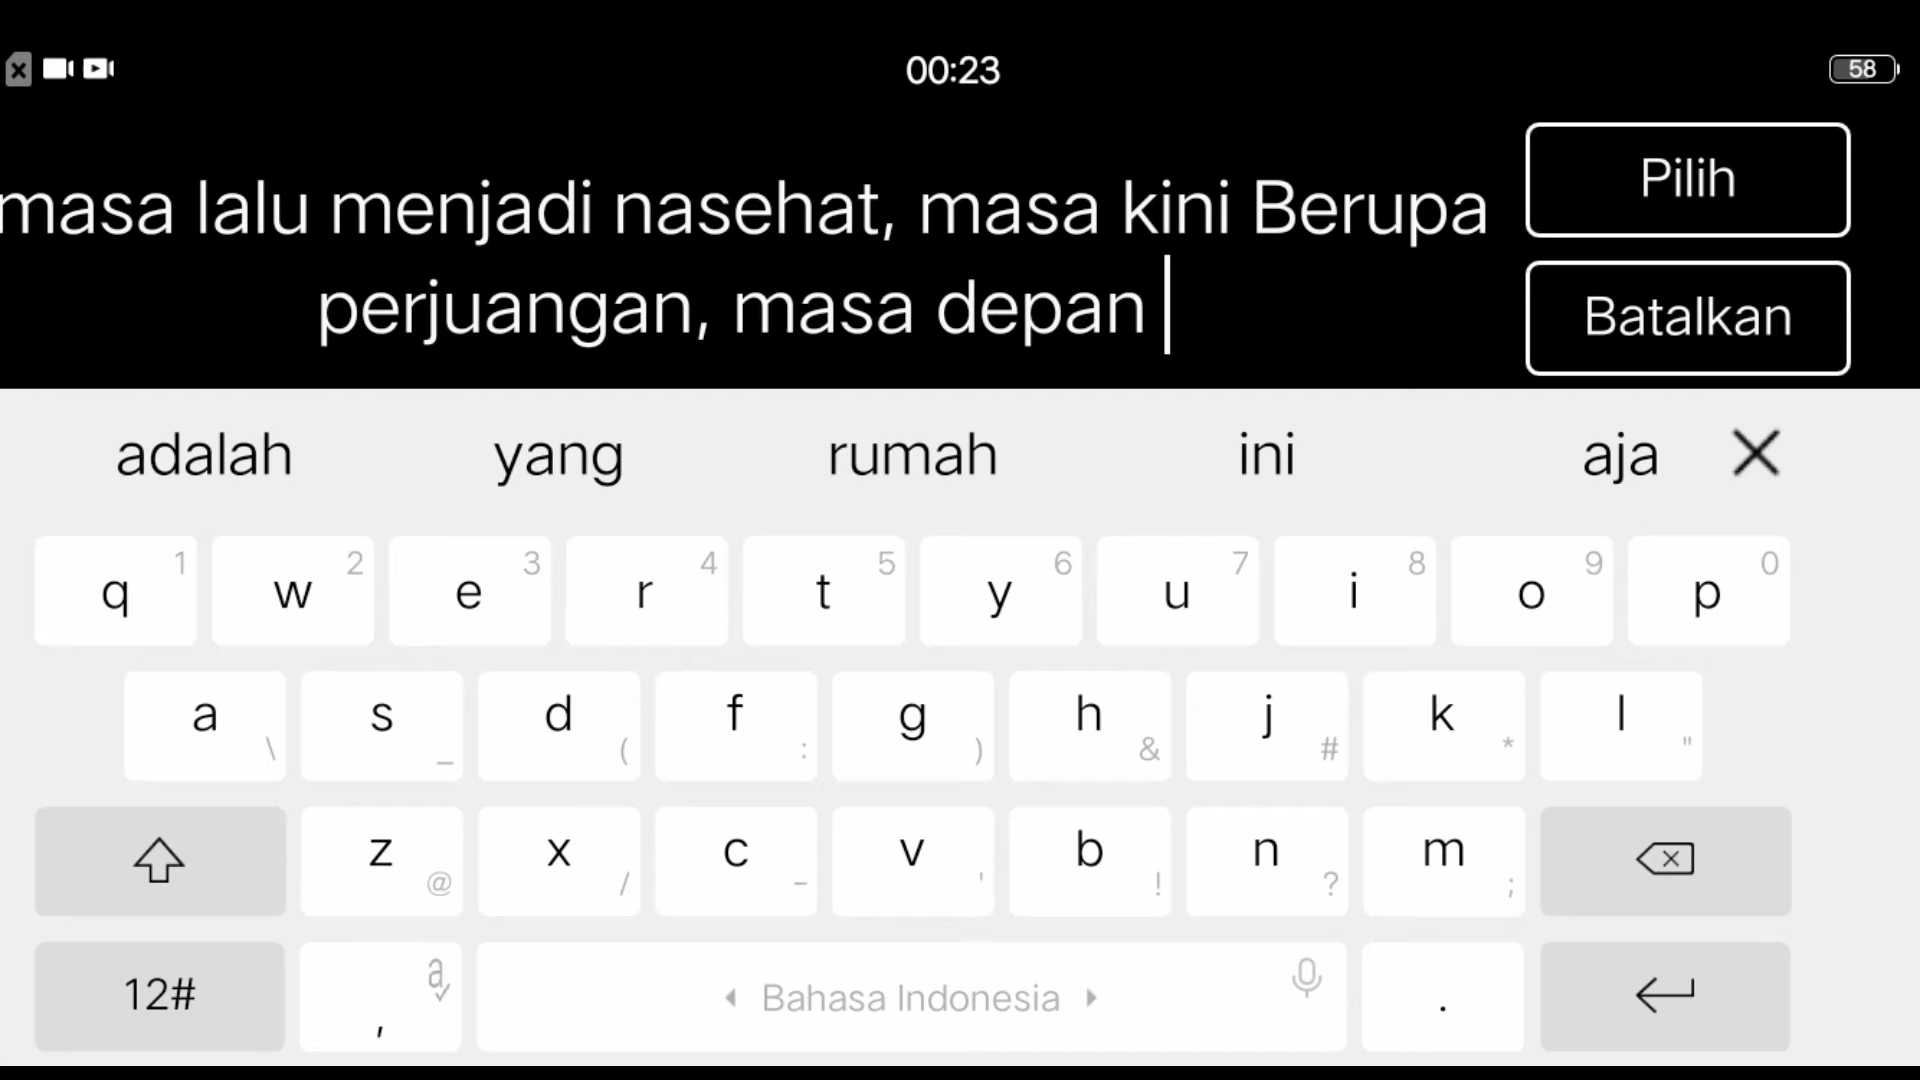 00:23
58
masa lalu menjadi nasehat, masa kini Berupa
perjuangan, masa depan
Pilih
Batalkan
adalah yang rumah ini aja
q 1 w 2 e 3 r 4 t 5 y 6 u 7 i 8 o 9 p 0
a \ s _ d ( f : g ) h & j # k * l "
z @ x / c - v ' b ! n ? m ;
12# , a Bahasa Indonesia .